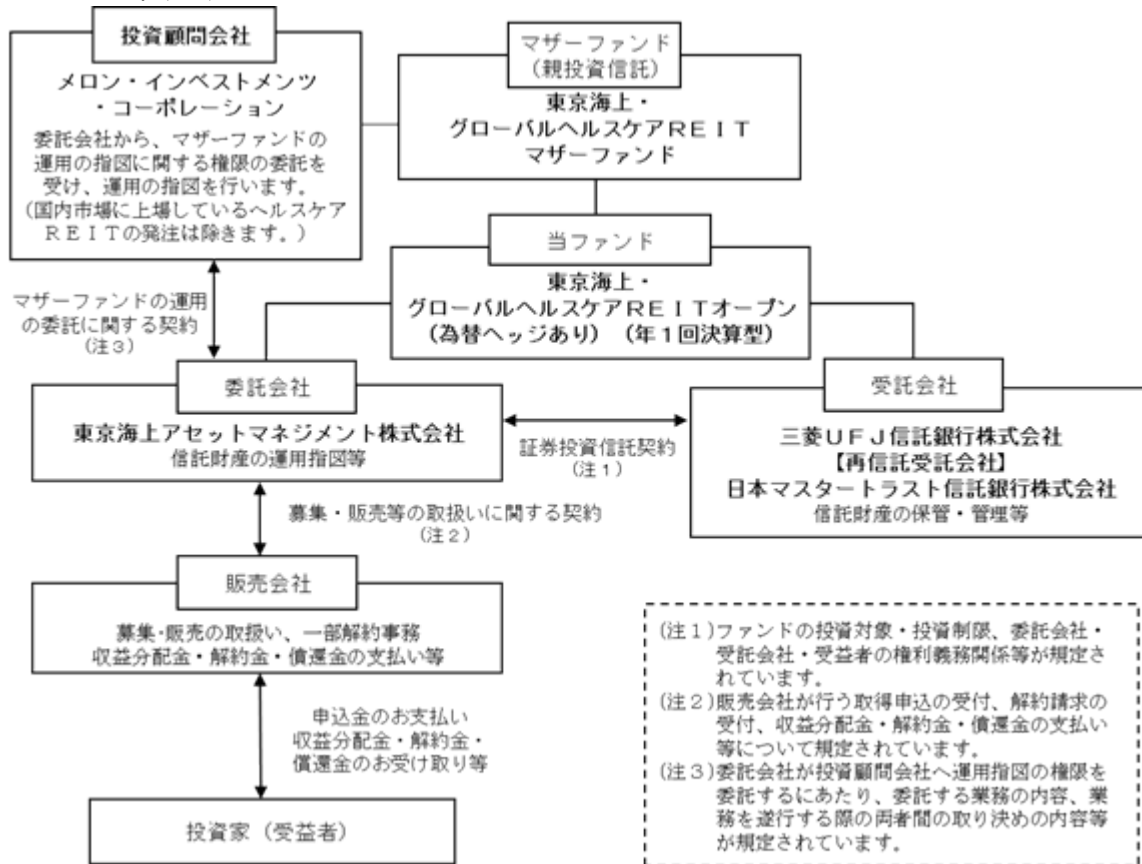 投資顧問会社
メロン・インベストメンツ
・コーポレーション
委託会社から、マザーファンドの
運用の指図に関する権限の委託を
受け、運用の指図を行います。
(国内市場に上場しているヘルスケア
ＲＥＩＴの発注は除きます。)
マザーファンド
(親投資信託)
東京海上・
グローバルヘルスケアＲＥＩＴ
マザーファンド
当ファンド
東京海上・
グローバルヘルスケアＲＥＩＴオープン
(為替ヘッジあり)(年１回決算型)
マザーファンドの運用
の委託に関する契約
(注３)
委託会社
東京海上アセットマネジメント株式会社
信託財産の運用指図等
証券投資信託契約
(注１)
受託会社
三菱ＵＦＪ信託銀行株式会社
【再信託受託会社】
日本マスタートラスト信託銀行株式会社
信託財産の保管・管理等
募集・販売等の取扱いに関する契約
(注２)
販売会社
募集・販売の取扱い、一部解約事務
収益分配金・解約金・償還金の支払い等
申込金のお支払い
収益分配金・解約金・
償還金のお受け取り等
投資家(受益者)
(注１)ファンドの投資対象・投資制限、委託会社・
受託会社・受益者の権利義務関係等が規定さ
れています。
(注２)販売会社が行う取得申込の受付、解約請求の
受付、収益分配金・解約金・償還金の支払い
等について規定されています。
(注３)委託会社が投資顧問会社へ運用指図の権限を
委託するにあたり、委託する業務の内容、業
務を遂行する際の両者間の取り決めの内容等
が規定されています。